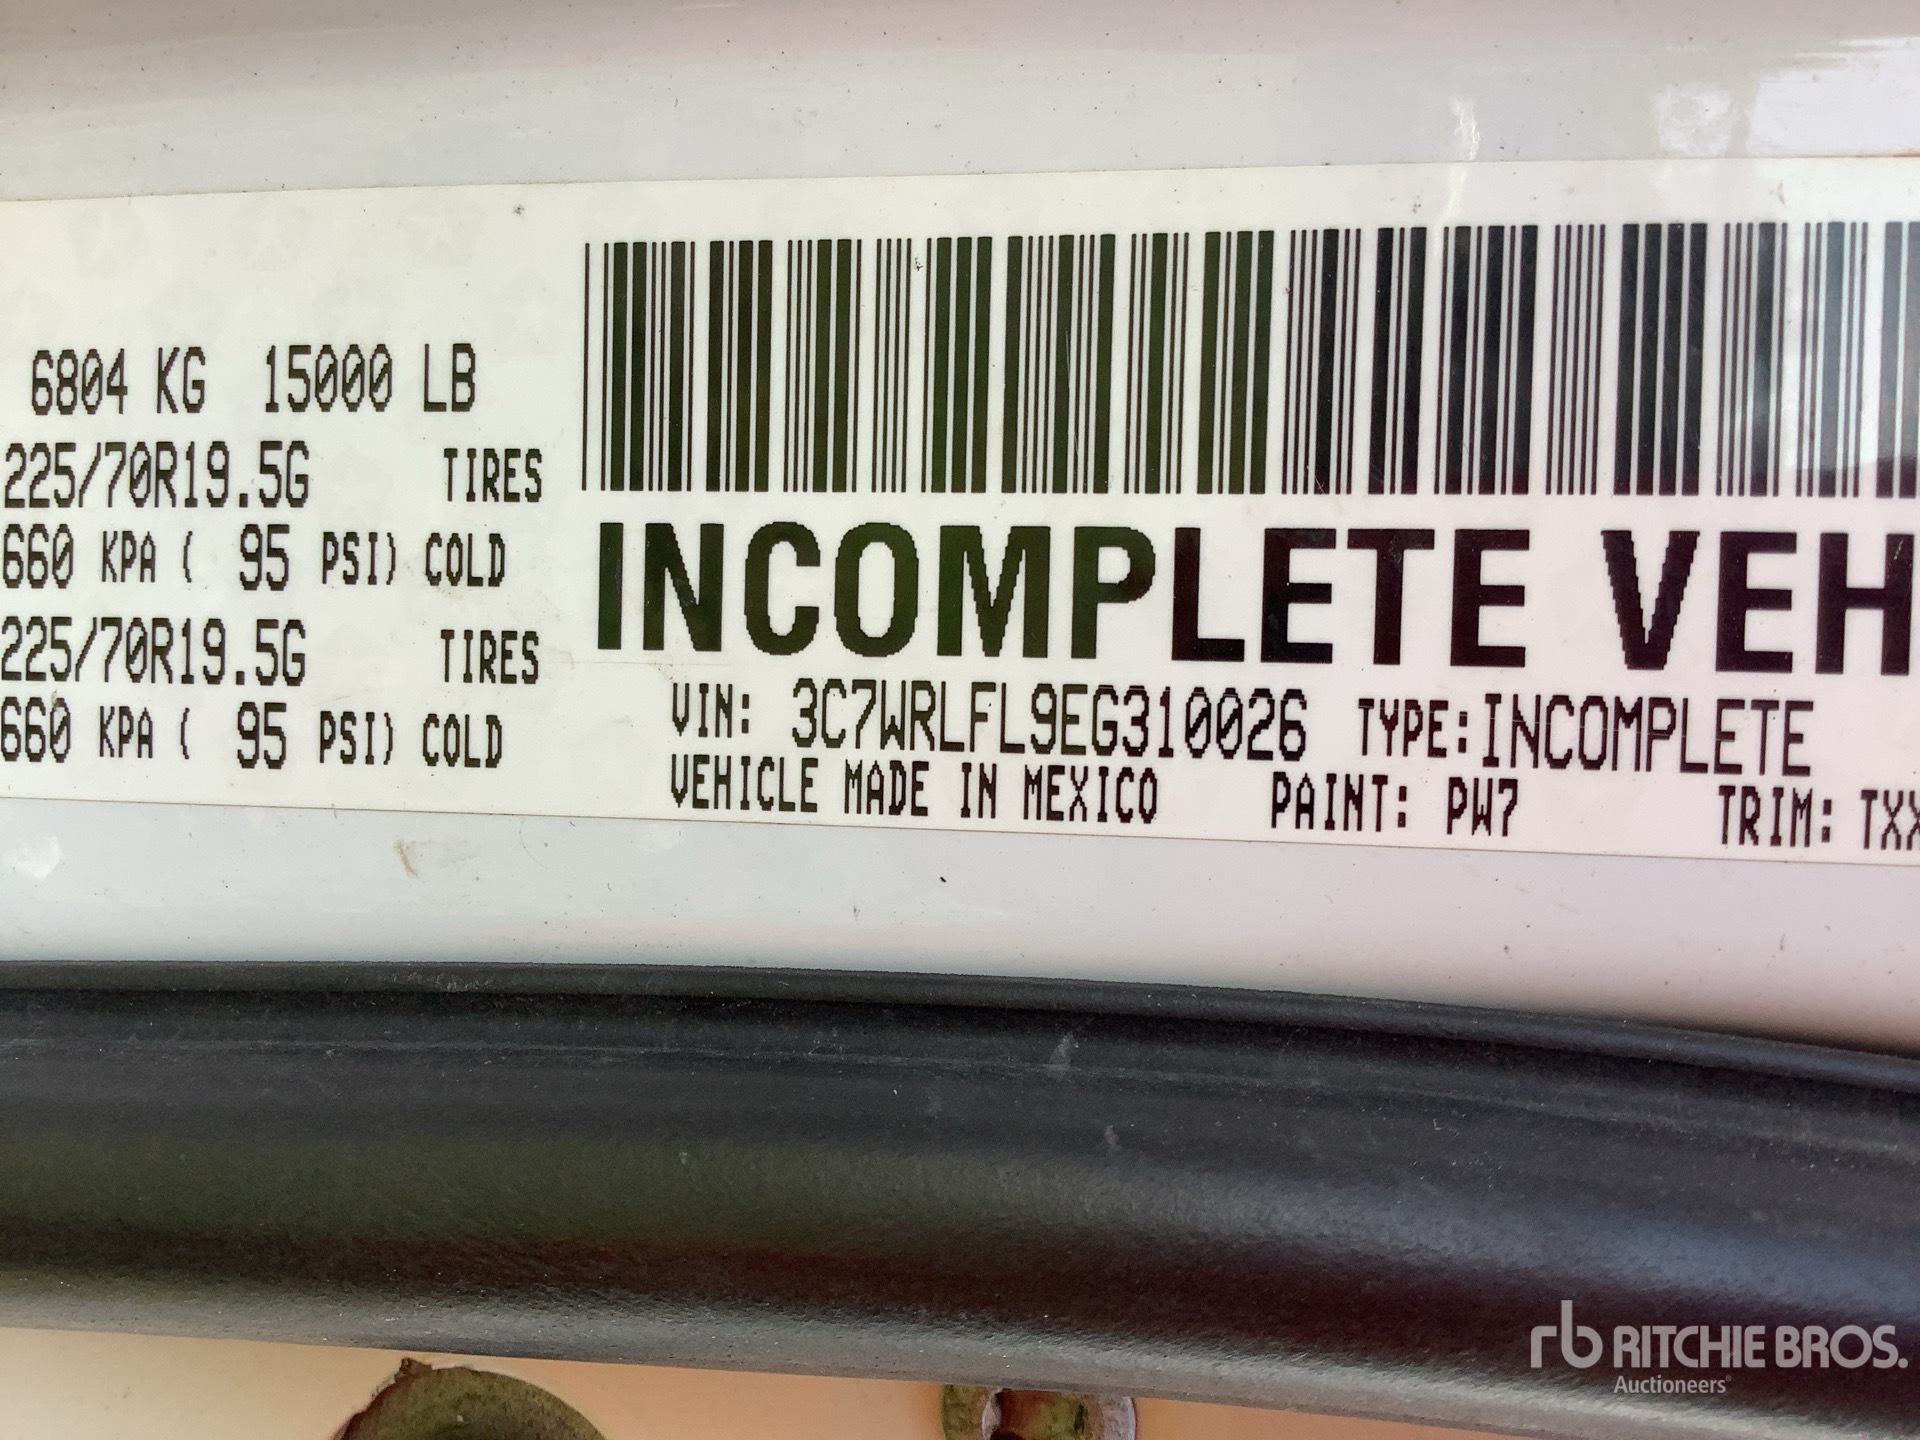 6804 KG 15000 LB
225/70R19.5G TIRES
660 KPA ( 95 PSI) COLD
225/70R19.5G TIRES
660 KPA ( 95 PSI) COLD
INCOMPLETE VEH
VIN: 3C7WRLFL9EG310026 TYPE: INCOMPLETE
VEHICLE MADE IN MEXICO PAINT: PW7 TRIM: TXX
rb RITCHIE BROS.
Auctioneers